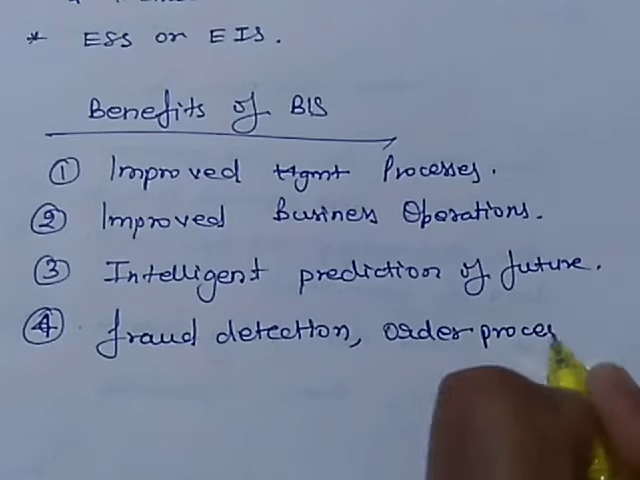 * ESS or EIS.
Benefits of BIS
① Improved Mgmt Processes.
② Improved Business Operations.
③ Intelligent prediction of future.
④ fraud detection, order proces